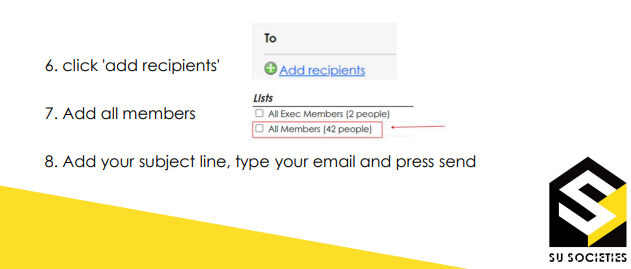 To
6. click 'add recipients'
Add recipients
Lists
All Exec Members (2 people)
7. Add all members
All Members (42 people)
8. Add your subject line, type your email and press send
SU SOCIETIES